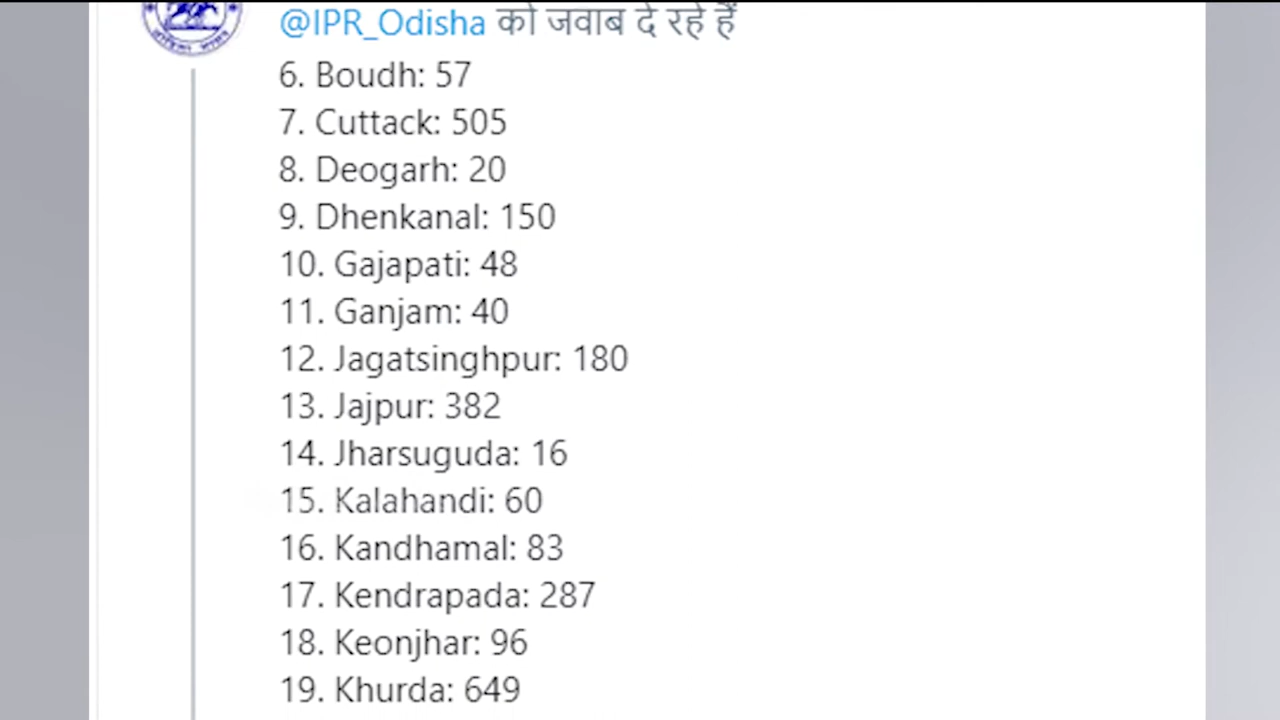 @IPR_Odisha को जवाब दे रहे हैं
6. Boudh: 57
7. Cuttack: 505
8. Deogarh: 20
9. Dhenkanal: 150
10. Gajapati: 48
11. Ganjam: 40
12. Jagatsinghpur: 180
13. Jajpur: 382
14. Jharsuguda: 16
15. Kalahandi: 60
16. Kandhamal: 83
17. Kendrapada: 287
18. Keonjhar: 96
19. Khurda: 649